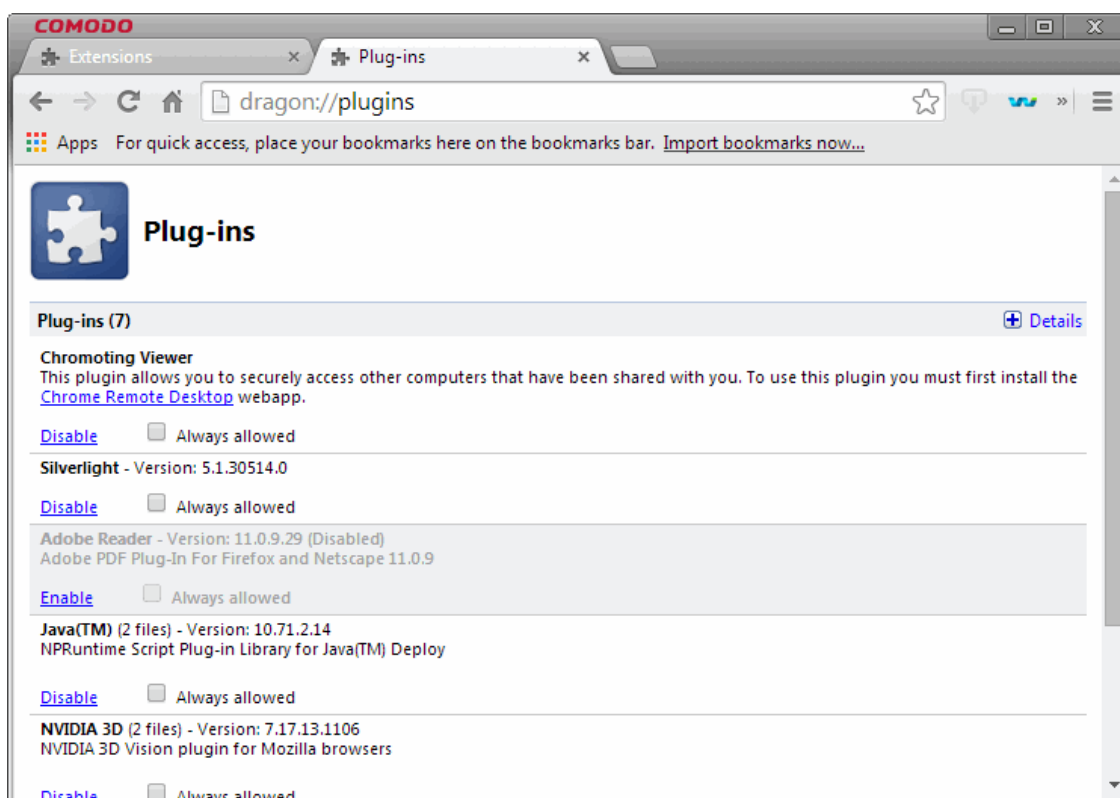 COMODO
Extensions
Plug-ins
dragon://plugins
Apps For quick access, place your bookmarks here on the bookmarks bar. Import bookmarks now...
Plug-ins
Plug-ins (7)
Details
Chromoting Viewer
This plugin allows you to securely access other computers that have been shared with you. To use this plugin you must first install the
Chrome Remote Desktop webapp.
Disable Always allowed
Silverlight - Version: 5.1.30514.0
Disable Always allowed
Adobe Reader - Version: 11.0.9.29 (Disabled)
Adobe PDF Plug-In For Firefox and Netscape 11.0.9
Enable Always allowed
Java(TM) (2 files) - Version: 10.71.2.14
NPRuntime Script Plug-in Library for Java(TM) Deploy
Disable Always allowed
NVIDIA 3D (2 files) - Version: 7.17.13.1106
NVIDIA 3D Vision plugin for Mozilla browsers
Disable Always allowed